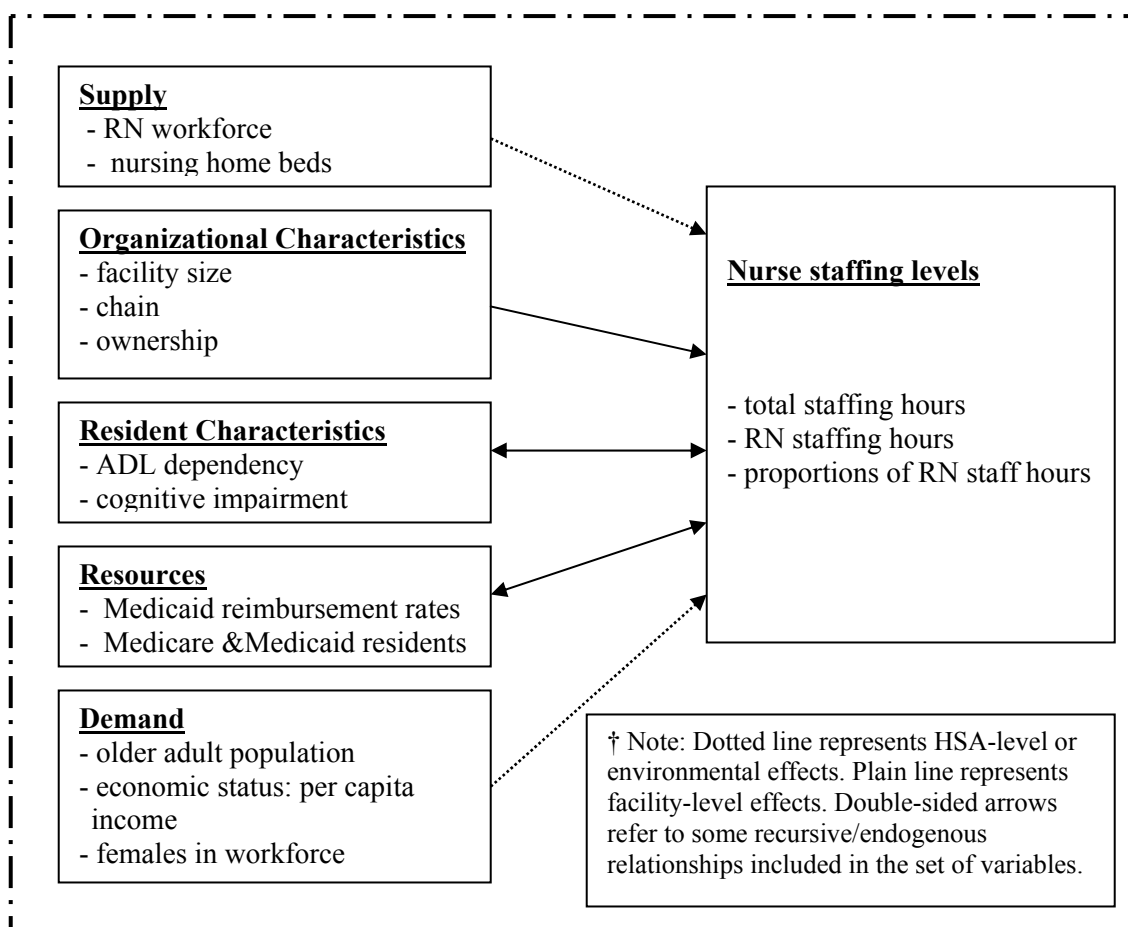 Supply
- RN workforce
- nursing home beds
Organizational Characteristics
- facility size
- chain
- ownership
Resident Characteristics
- ADL dependency
- cognitive impairment
Resources
- Medicaid reimbursement rates
- Medicare &Medicaid residents
Demand
- older adult population
- economic status: per capita
income
- females in workforce
Nurse staffing levels
- total staffing hours
- RN staffing hours
- proportions of RN staff hours
† Note: Dotted line represents HSA-level or
environmental effects. Plain line represents
facility-level effects. Double-sided arrows
refer to some recursive/endogenous
relationships included in the set of variables.